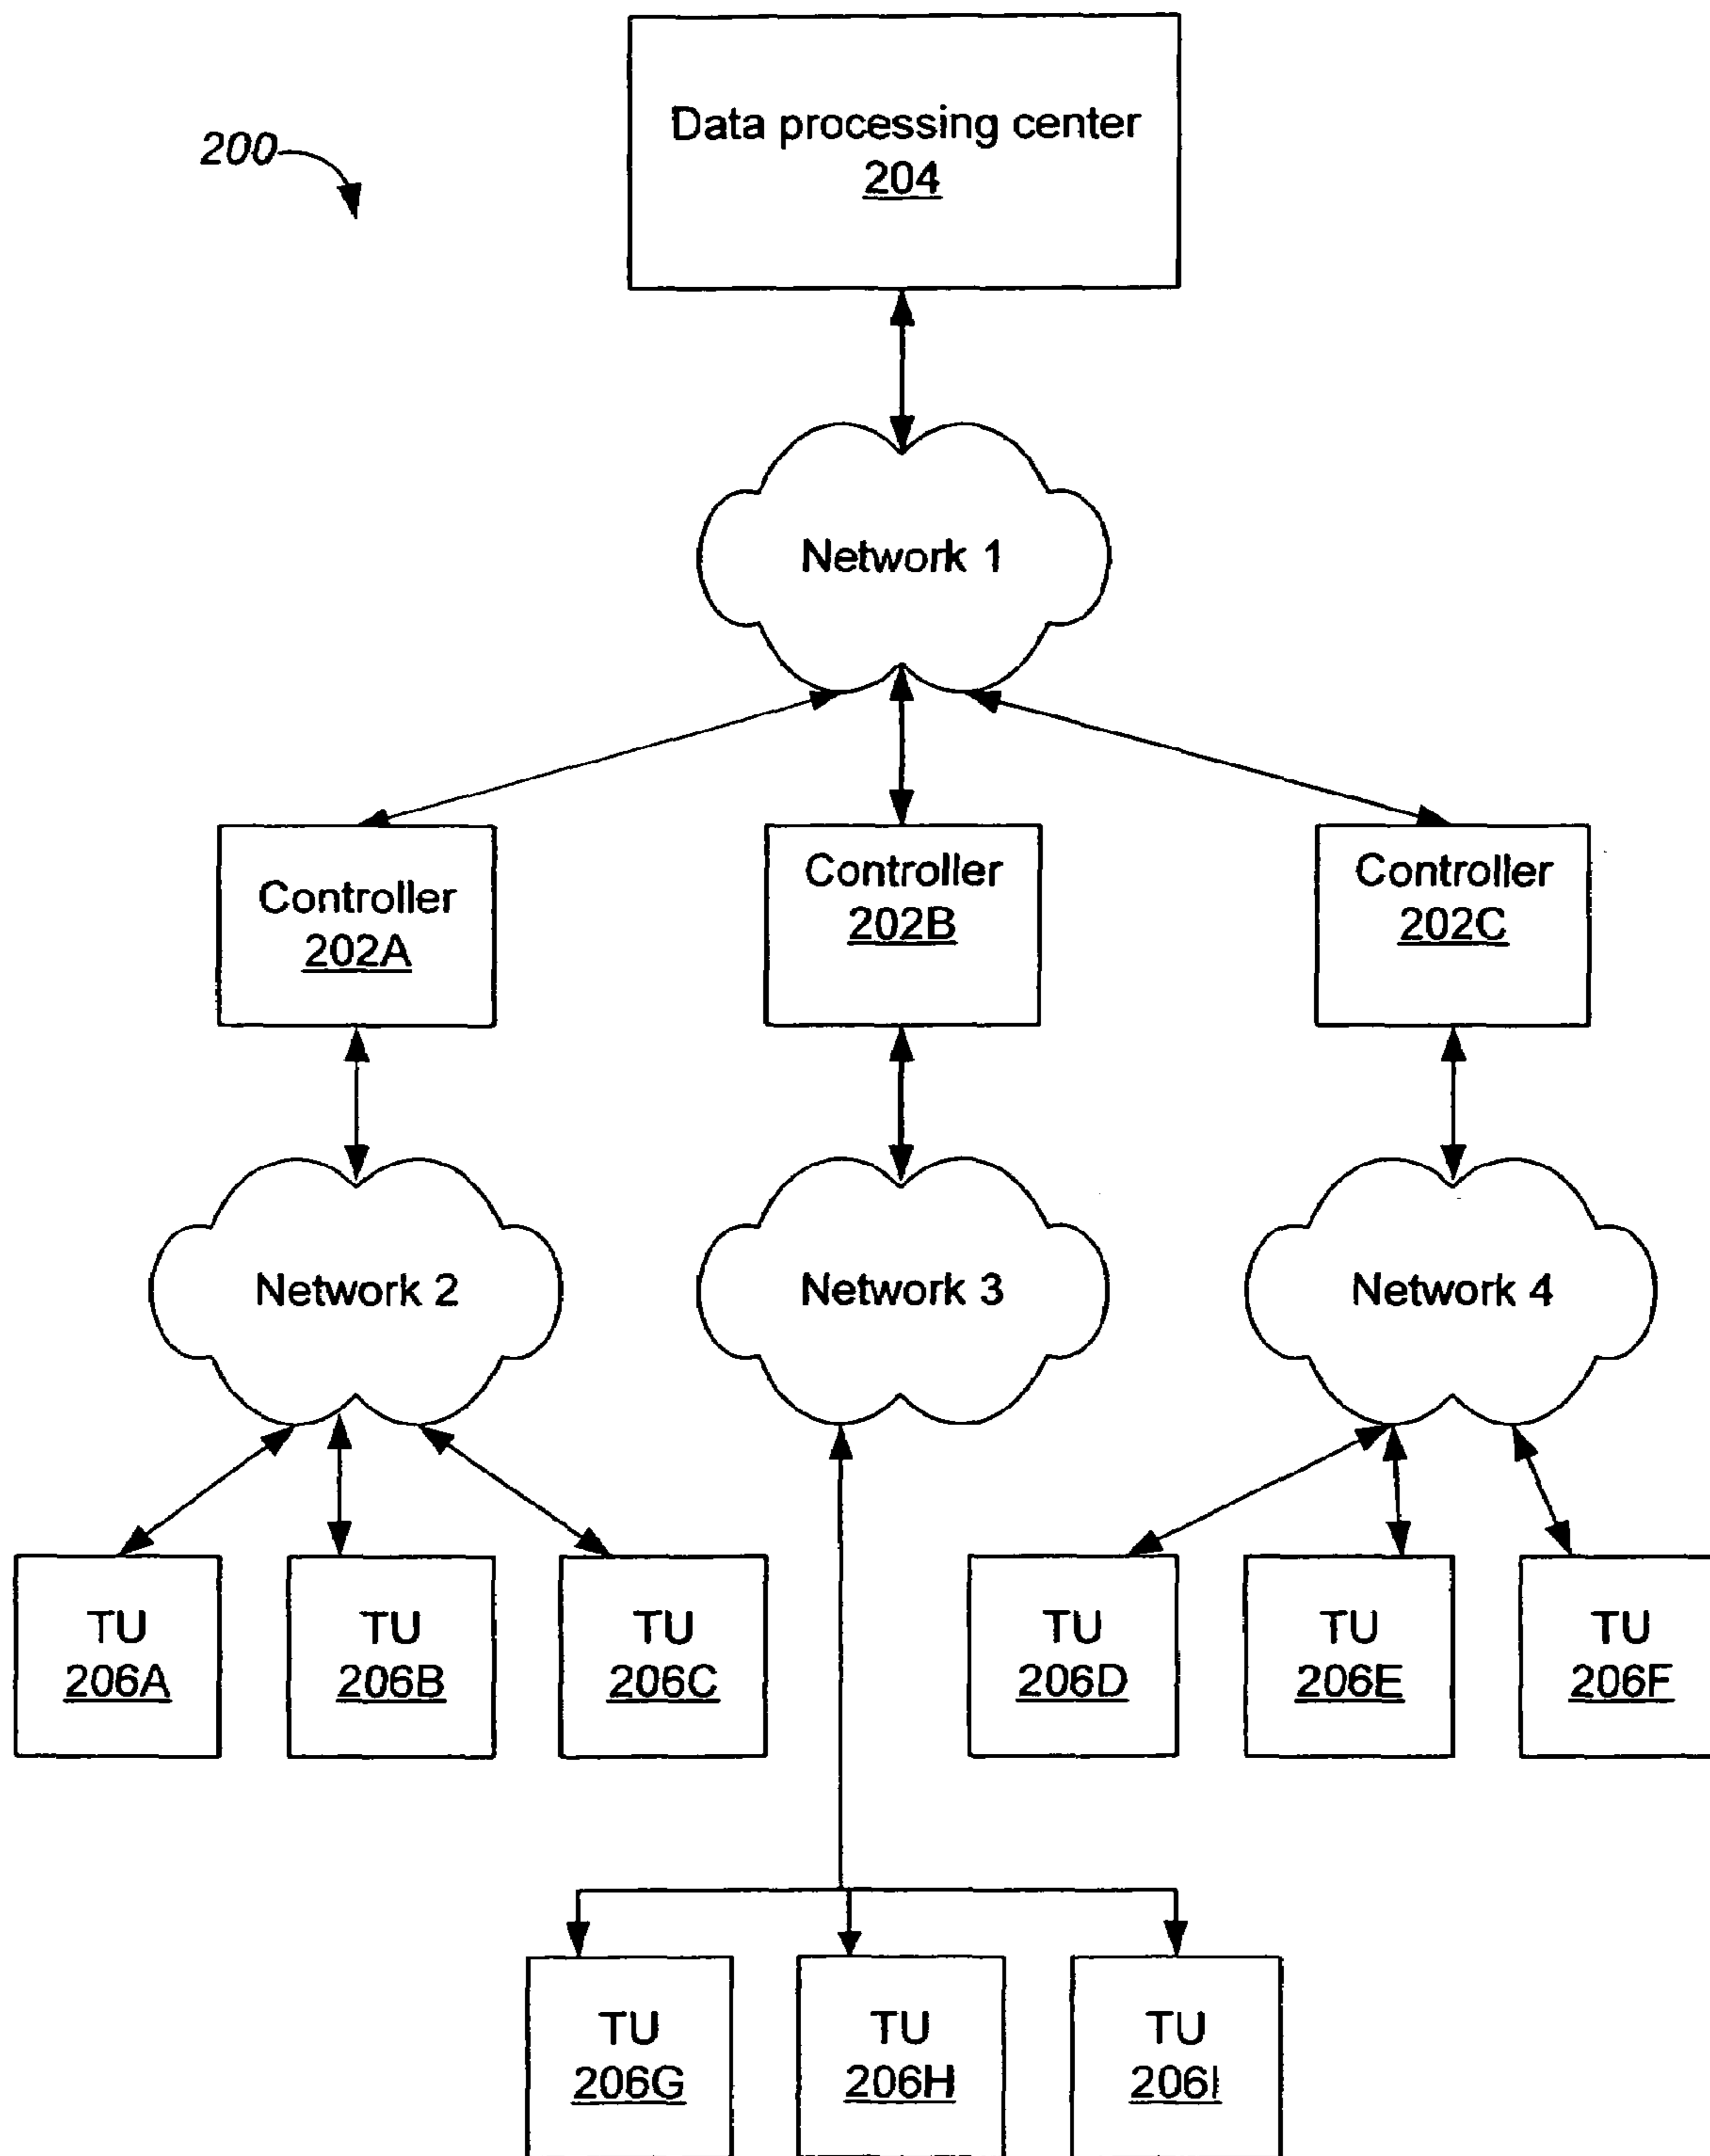 200
Data processing center
204
Network 1
Controller
202A
Controller
202B
Controller
202C
Network 2
Network 3
Network 4
TU
206A
TU
206B
TU
206C
TU
206D
TU
206E
TU
206F
TU
206G
TU
206H
TU
206I